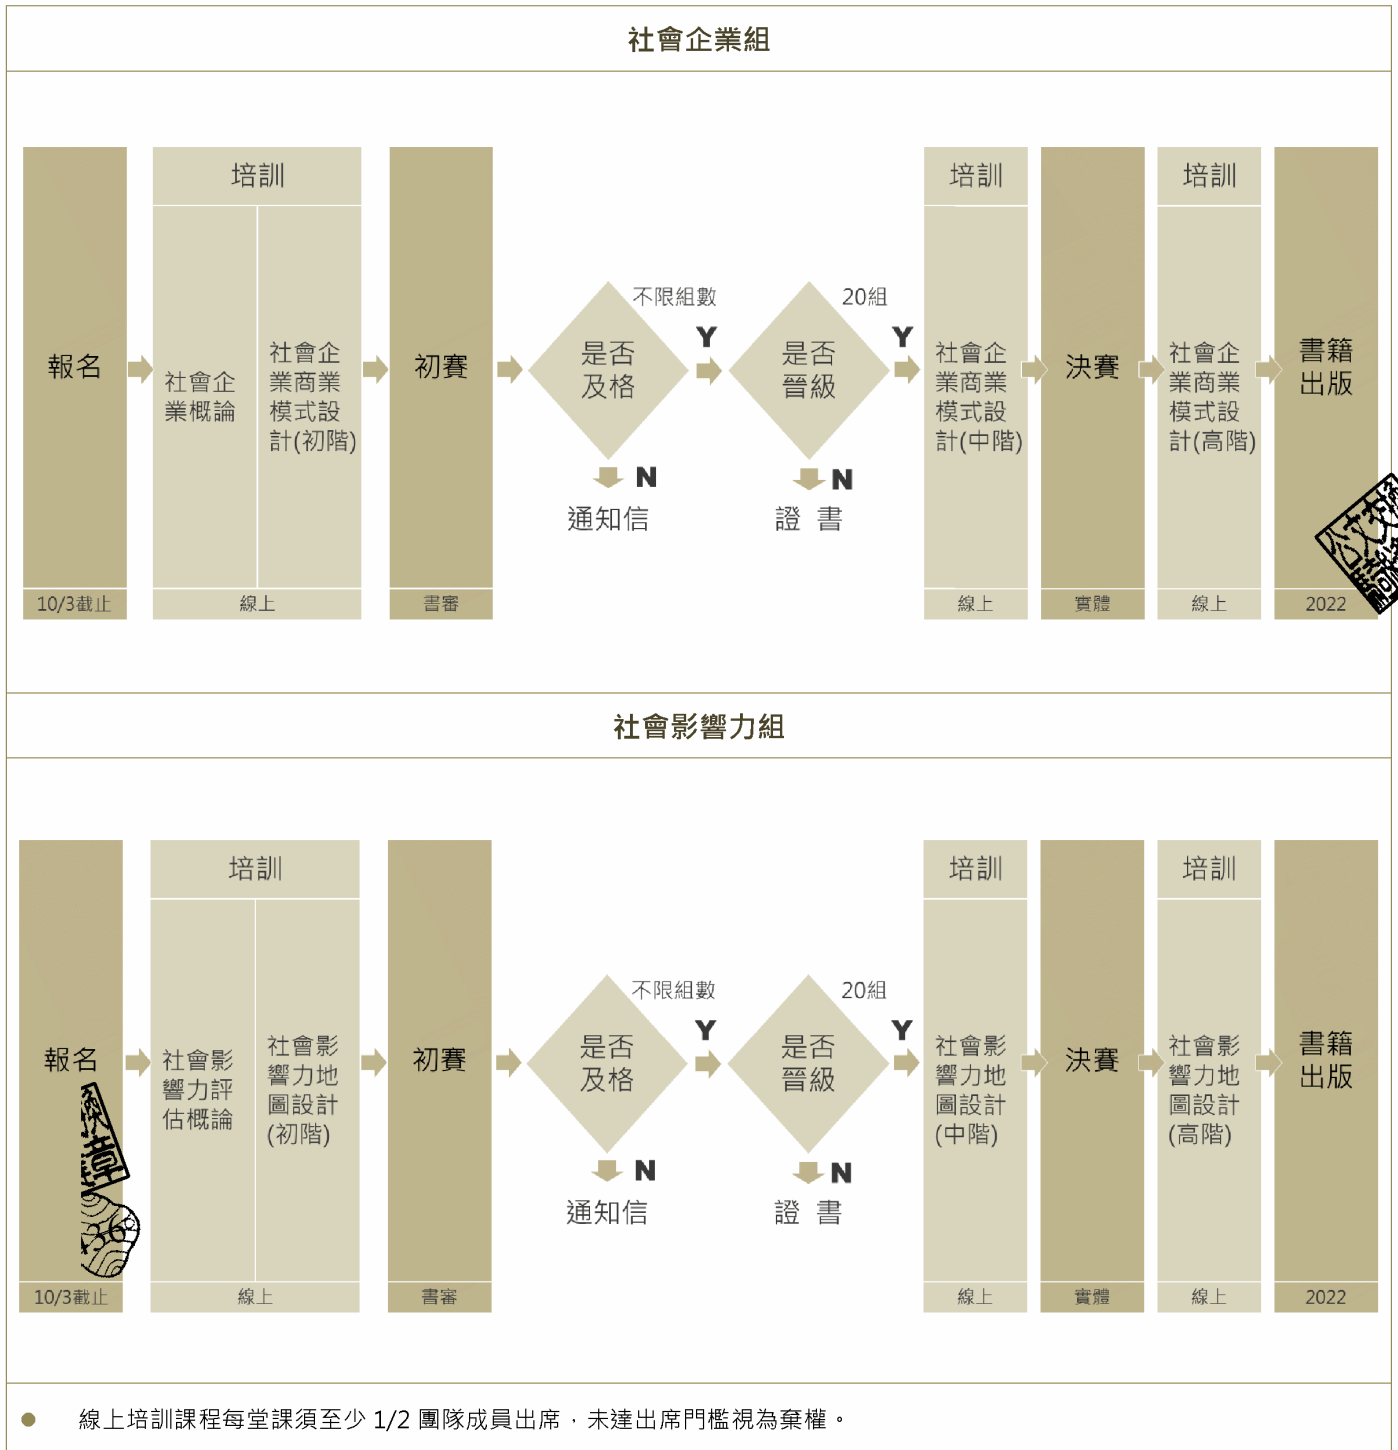 社會企業組
報名
10/3截止
培訓
社會企
業概論
社會企
業商業
模式設
計(初階)
線上
初賽
書審
是否
及格
不限組數
Y
N
通知信
是否
晉級
20組
Y
N
證 書
培訓
社會企
業商業
模式設
計(中階)
線上
決賽
實體
培訓
社會企
業商業
模式設
計(高階)
線上
書籍
出版
2022
社會影響力組
報名
10/3截止
培訓
社會影
響力評
估概論
社會影
響力地
圖設計
(初階)
線上
初賽
書審
是否
及格
不限組數
Y
N
通知信
是否
晉級
20組
Y
N
證 書
培訓
社會影
響力地
圖設計
(中階)
線上
決賽
實體
培訓
社會影
響力地
圖設計
(高階)
線上
書籍
出版
2022
章
● 線上培訓課程每堂課須至少 1/2 團隊成員出席，未達出席門檻視為棄權。